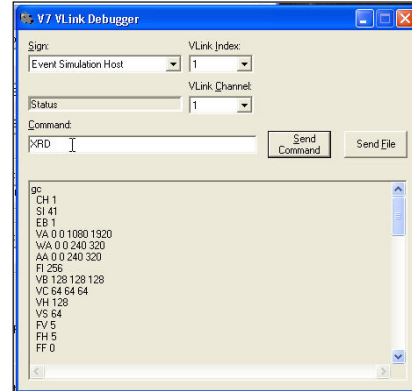 V7 VLink Debugger
Sign:
VLink Index:
Event Simulation Host
1
VLink Channel:
Status
1
Command:
XRD
Send Command
Send File
gc
CH 1
SI 41
EB 1
VA 0 0 1080 1920
WA 0 0 240 320
AA 0 0 240 320
FI 256
VB 128 128 128
VC 64 64 64
VH 128
VS 64
FV 5
FH 5
FF 0